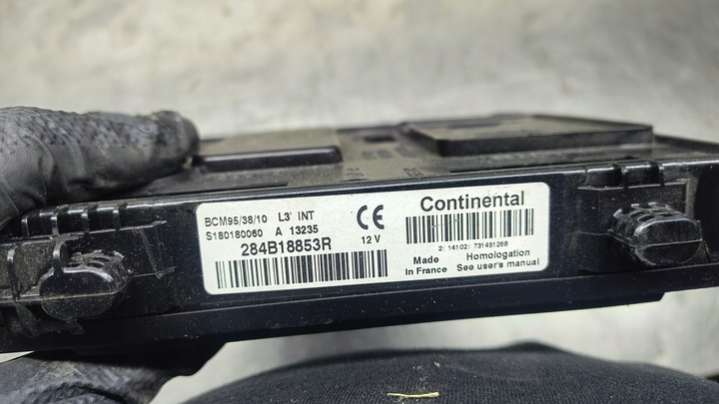 BCM95/38/10 L3' INT
S180180060 A 13235
284B18853R
12 V
CE
Continental
2: 14102: 731431268
Made in France
Homologation
See user's manual